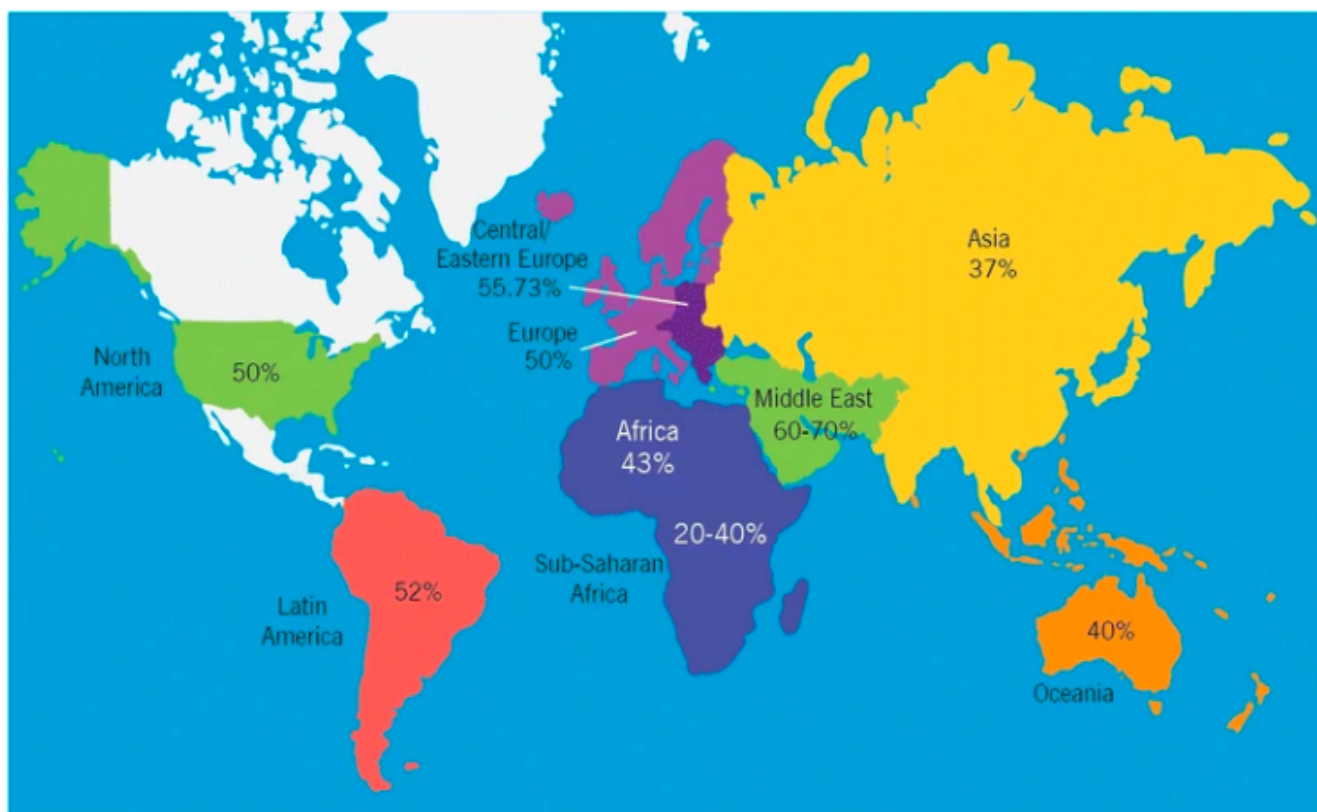 Central/
Eastern Europe
55.73%
Europe
50%
Asia
37%
North
America
50%
Middle East
60-70%
Africa
43%
20-40%
Sub-Saharan
Africa
52%
Latin
America
40%
Oceania